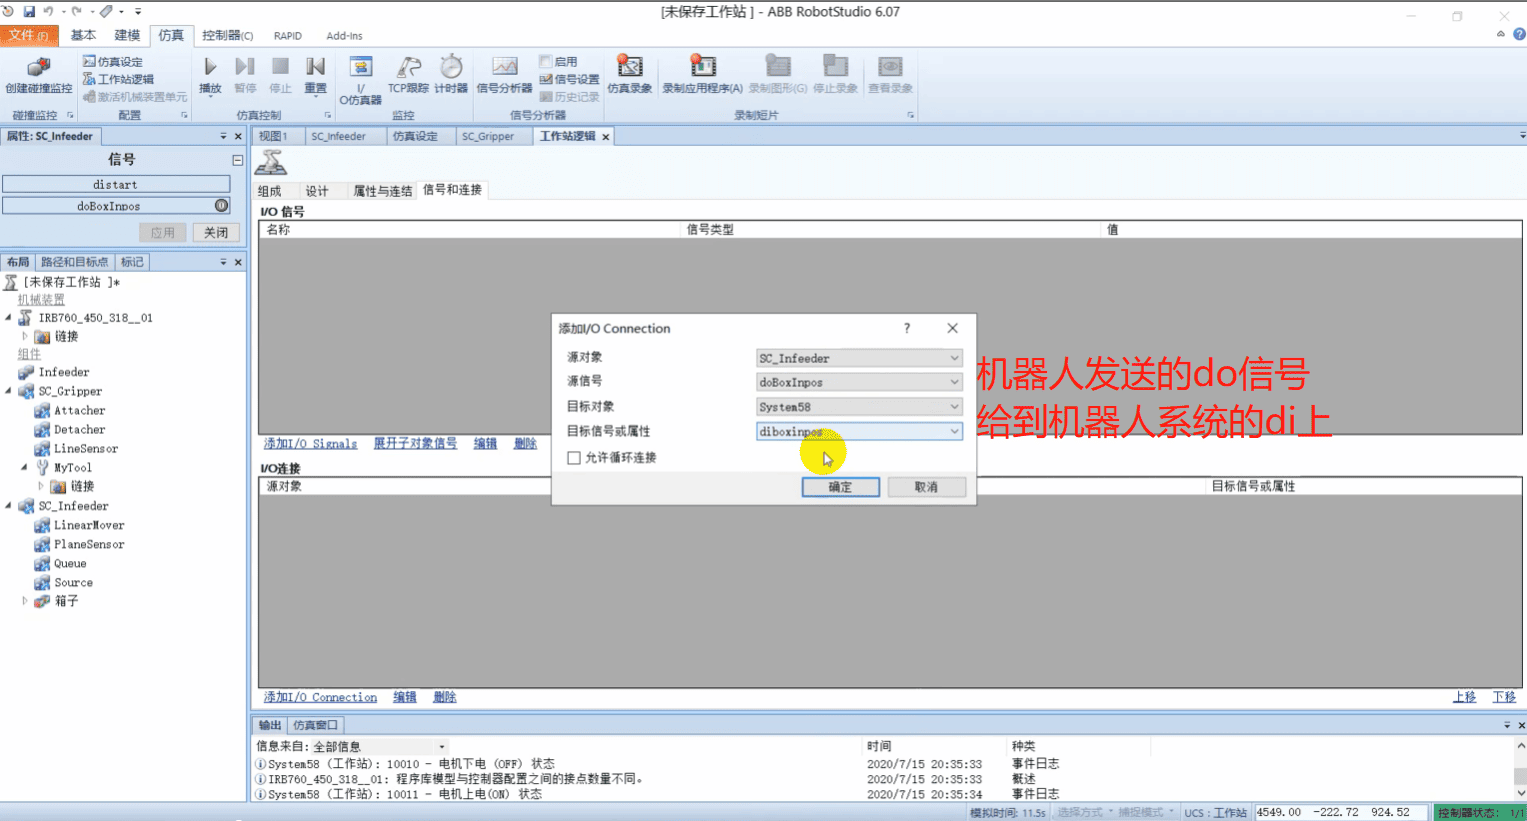 [未保存工作站 ] - ABB RobotStudio 6.07
文件(F) 基本 建模 仿真 控制器(C) RAPID Add-Ins
创建碰撞监控
碰撞监控
仿真设定
工作站逻辑
激活机械装置单元
配置
播放 暂停 停止 重置
仿真控制
I/
O仿真器
TCP跟踪 计时器
监控
信号分析器
启用
信号设置
历史记录
信号分析器
仿真录象 录制应用程序(A) 录制图形(G) 停止录象 查看录象
录制短片
属性: SC_Infeeder
信号
distart
doBoxInpos
0
应用 关闭
布局 路径和目标点 标记
[未保存工作站 ]*
机械装置
IRB760_450_318__01
链接
组件
Infeeder
SC_Gripper
Attacher
Detacher
LineSensor
MyTool
链接
SC_Infeeder
LinearMover
PlaneSensor
Queue
Source
箱子
视图1 SC_Infeeder 仿真设定 SC_Gripper 工作站逻辑
组成 设计 属性与连结 信号和连接
I/O 信号
名称 信号类型 值
添加I/O Signals 展开子对象信号 编辑 删除
I/O连接
源对象 目标信号或属性
添加I/O Connection
? 
源对象 SC_Infeeder
源信号 doBoxInpos
目标对象 System58
目标信号或属性 diboxinpos
允许循环连接
确定 取消
机器人发送的do信号
给到机器人系统的di上
添加I/O Connection 编辑 删除 上移 下移
输出 仿真窗口
信息来自: 全部信息 时间 种类
System58 (工作站): 10010 - 电机下电 (OFF) 状态 2020/7/15 20:35:33 事件日志
IRB760_450_318__01: 程序库模型与控制器配置之间的接点数量不同。 2020/7/15 20:35:33 概述
System58 (工作站): 10011 - 电机上电(ON) 状态 2020/7/15 20:35:34 事件日志
模拟时间: 11.5s 选择方式 捕捉模式 UCS : 工作站 4549.00 -222.72 924.52 控制器状态: 1/1